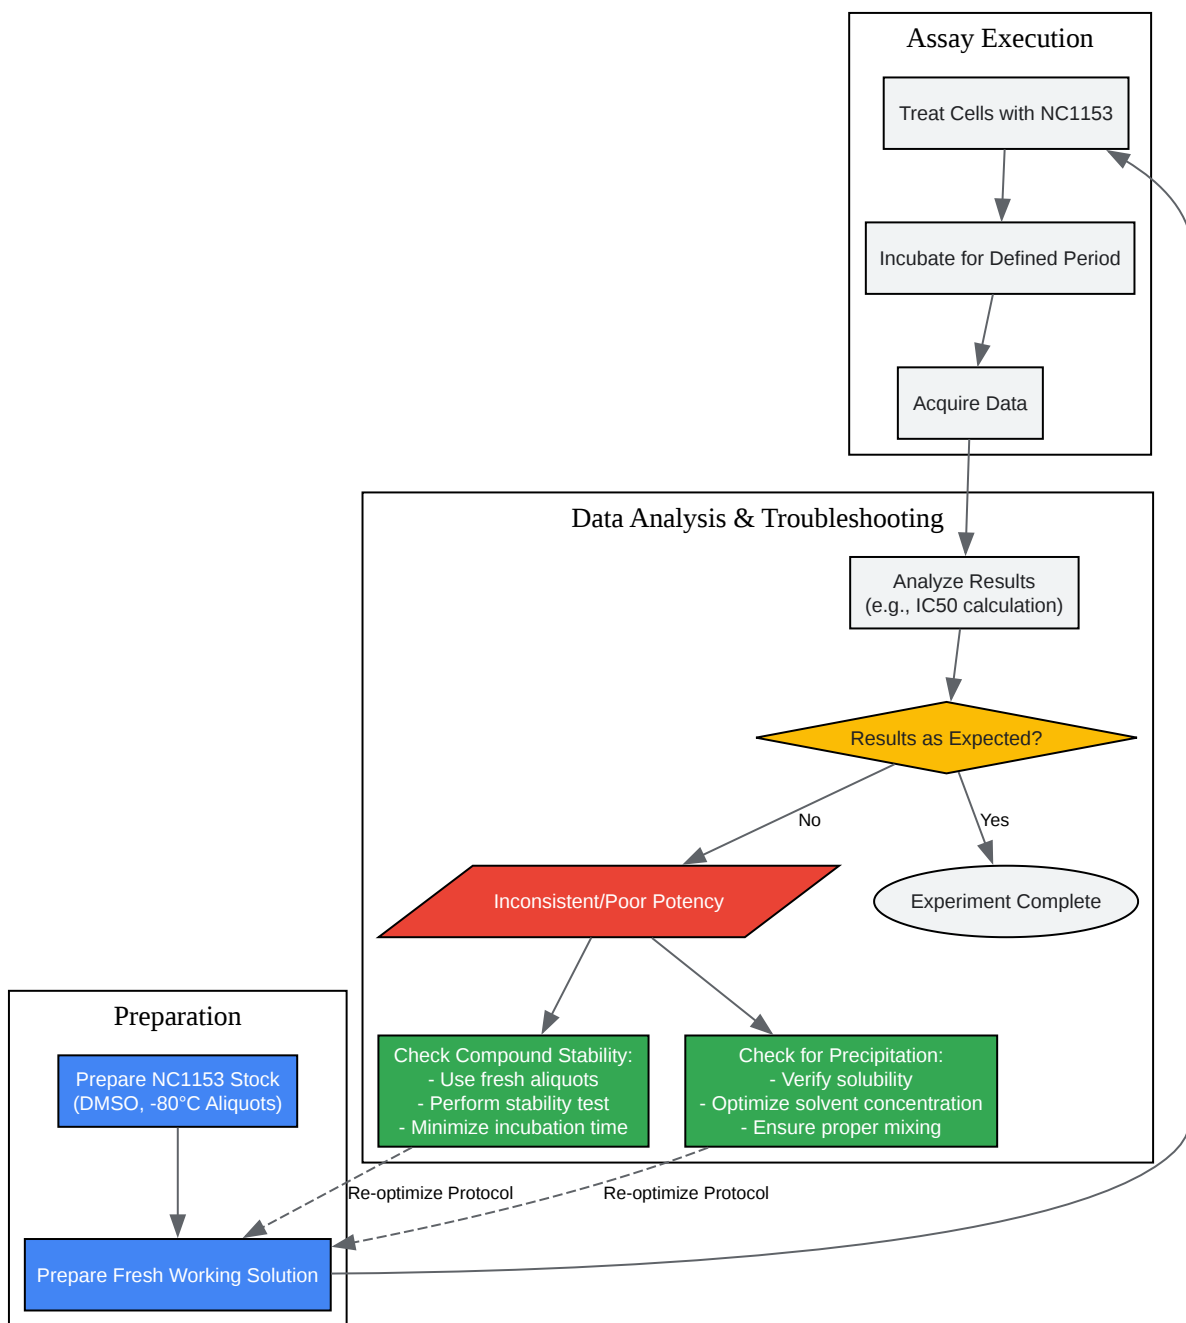 Assay Execution
Treat Cells with NC1153
Incubate for Defined Period
Acquire Data
Data Analysis & Troubleshooting
Analyze Results
(e.g., IC50 calculation)
Results as Expected?
No
Yes
Inconsistent/Poor Potency
Experiment Complete
Preparation
Prepare NC1153 Stock
(DMSO, -80°C Aliquots)
Check Compound Stability:
- Use fresh aliquots
- Perform stability test
- Minimize incubation time
Check for Precipitation:
- Verify solubility
- Optimize solvent concentration
- Ensure proper mixing
Re-optimize Protocol
Re-optimize Protocol
Prepare Fresh Working Solution